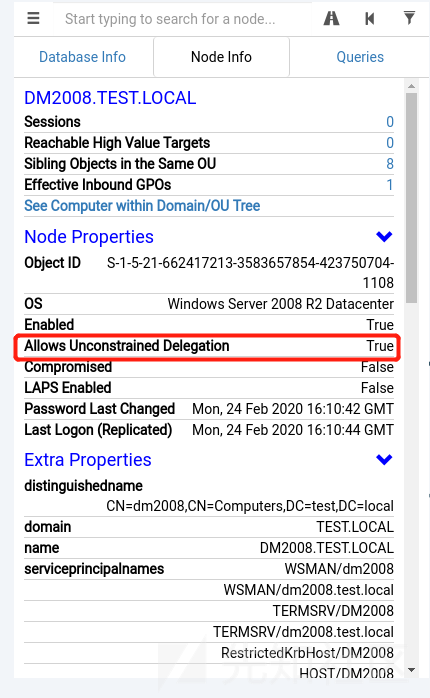 Start typing to search for a node...
Database Info Node Info Queries
DM2008.TEST.LOCAL
Sessions 0
Reachable High Value Targets 0
Sibling Objects in the Same OU 8
Effective Inbound GPOs 1
See Computer within Domain/OU Tree
Node Properties
Object ID S-1-5-21-662417213-3583657854-423750704-
1108
OS Windows Server 2008 R2 Datacenter
Enabled True
Allows Unconstrained Delegation True
Compromised False
LAPS Enabled False
Password Last Changed Mon, 24 Feb 2020 16:10:42 GMT
Last Logon (Replicated) Mon, 24 Feb 2020 16:10:44 GMT
Extra Properties
distinguishedname
CN=dm2008,CN=Computers,DC=test,DC=local
domain TEST.LOCAL
name DM2008.TEST.LOCAL
serviceprincipalnames WSMAN/dm2008
WSMAN/dm2008.test.local
TERMSRV/DM2008
TERMSRV/dm2008.test.local
RestrictedKrbHost/DM2008
HOST/DM2008